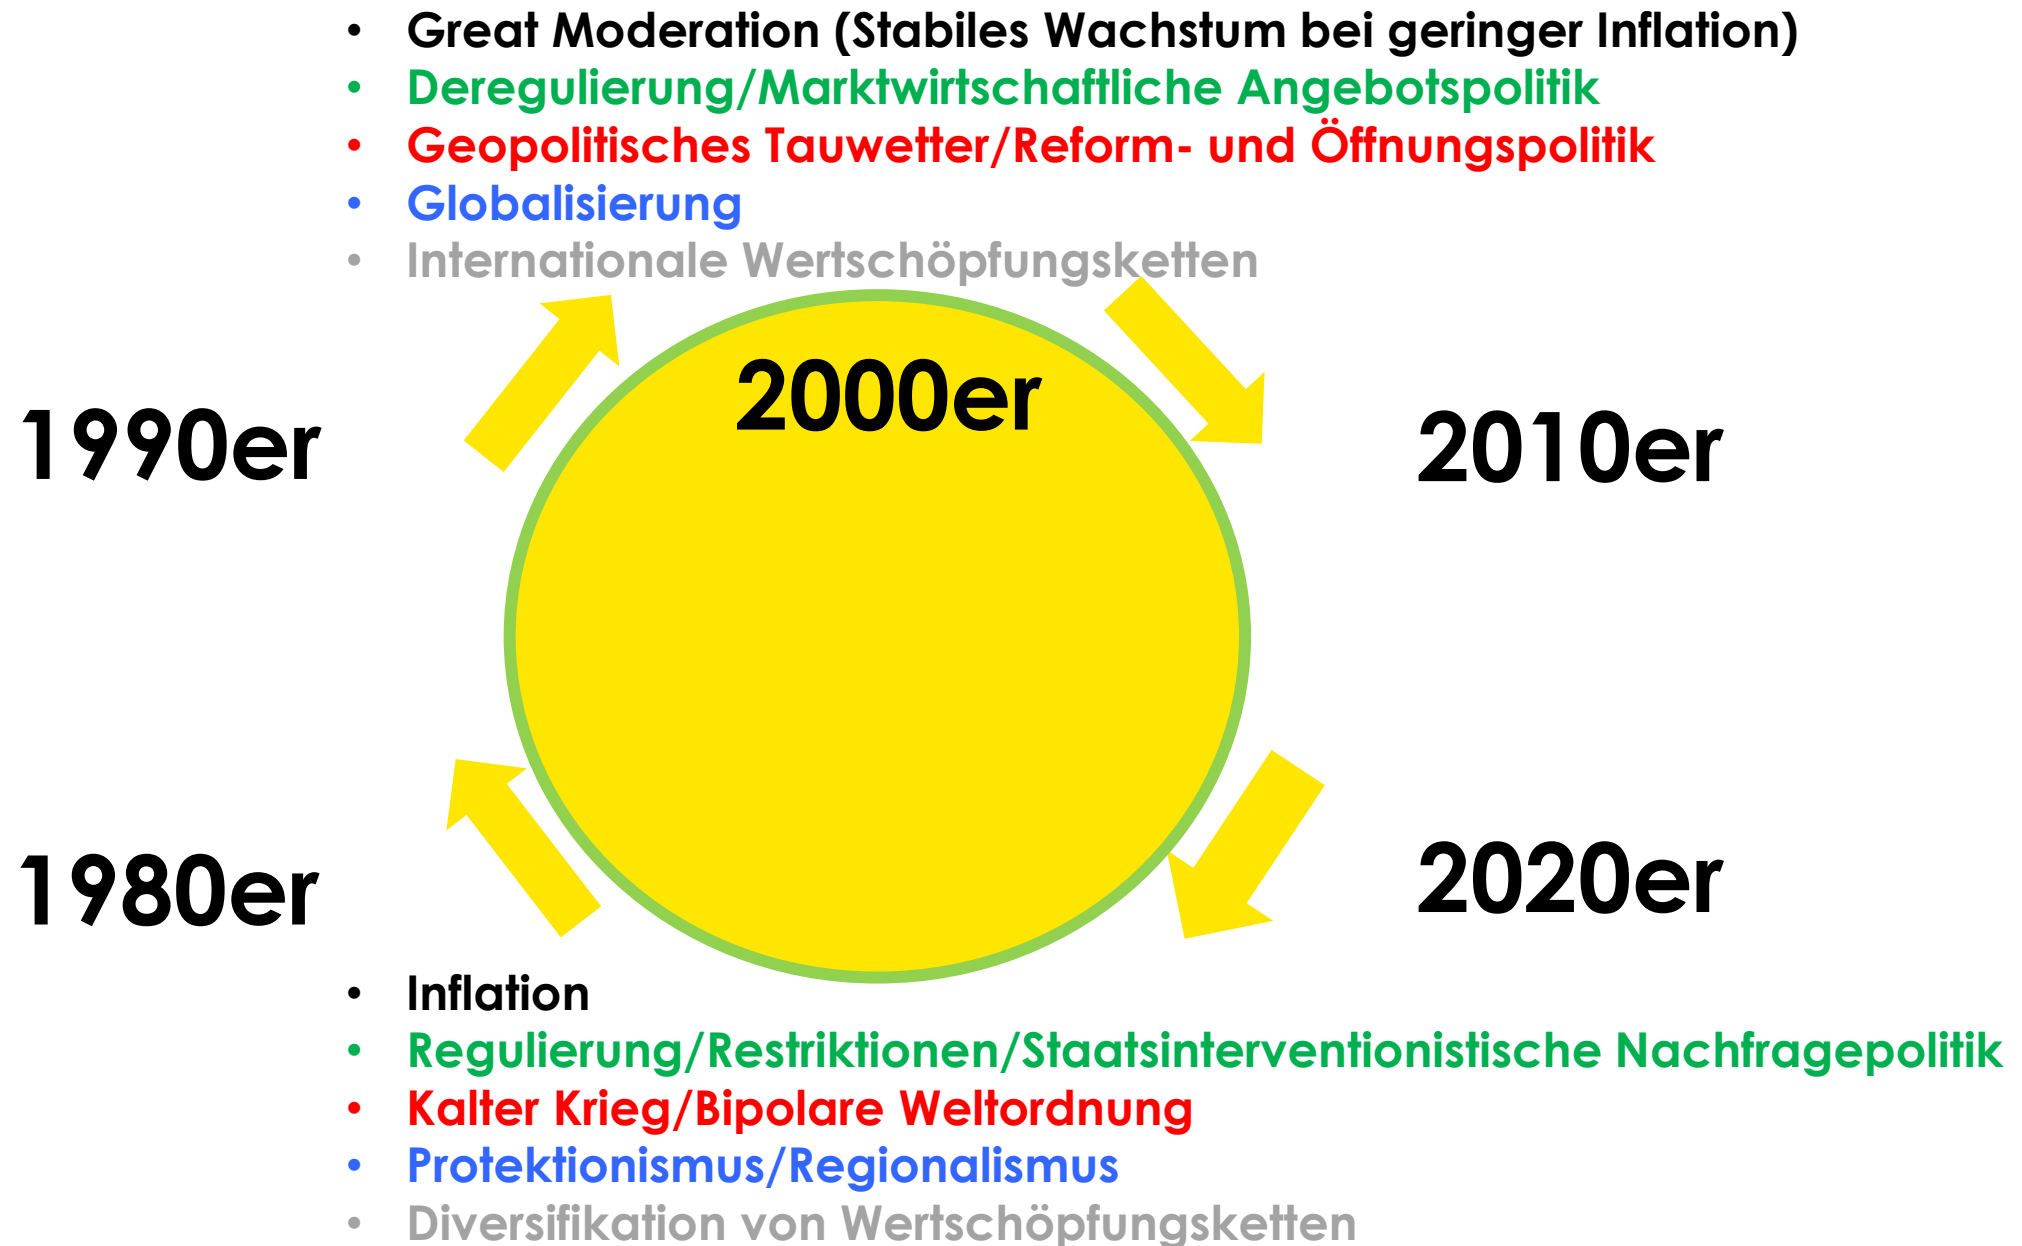 • Great Moderation (Stabiles Wachstum bei geringer Inflation)
• Deregulierung/Marktwirtschaftliche Angebotspolitik
• Geopolitisches Tauwetter/Reform- und Öffnungspolitik
• Globalisierung
• Internationale Wertschöpfungsketten
2000er
1990er
2010er
1980er
2020er
• Inflation
• Regulierung/Restriktionen/Staatsinterventionistische Nachfragepolitik
• Kalter Krieg/Bipolare Weltordnung
• Protektionismus/Regionalismus
• Diversifikation von Wertschöpfungsketten